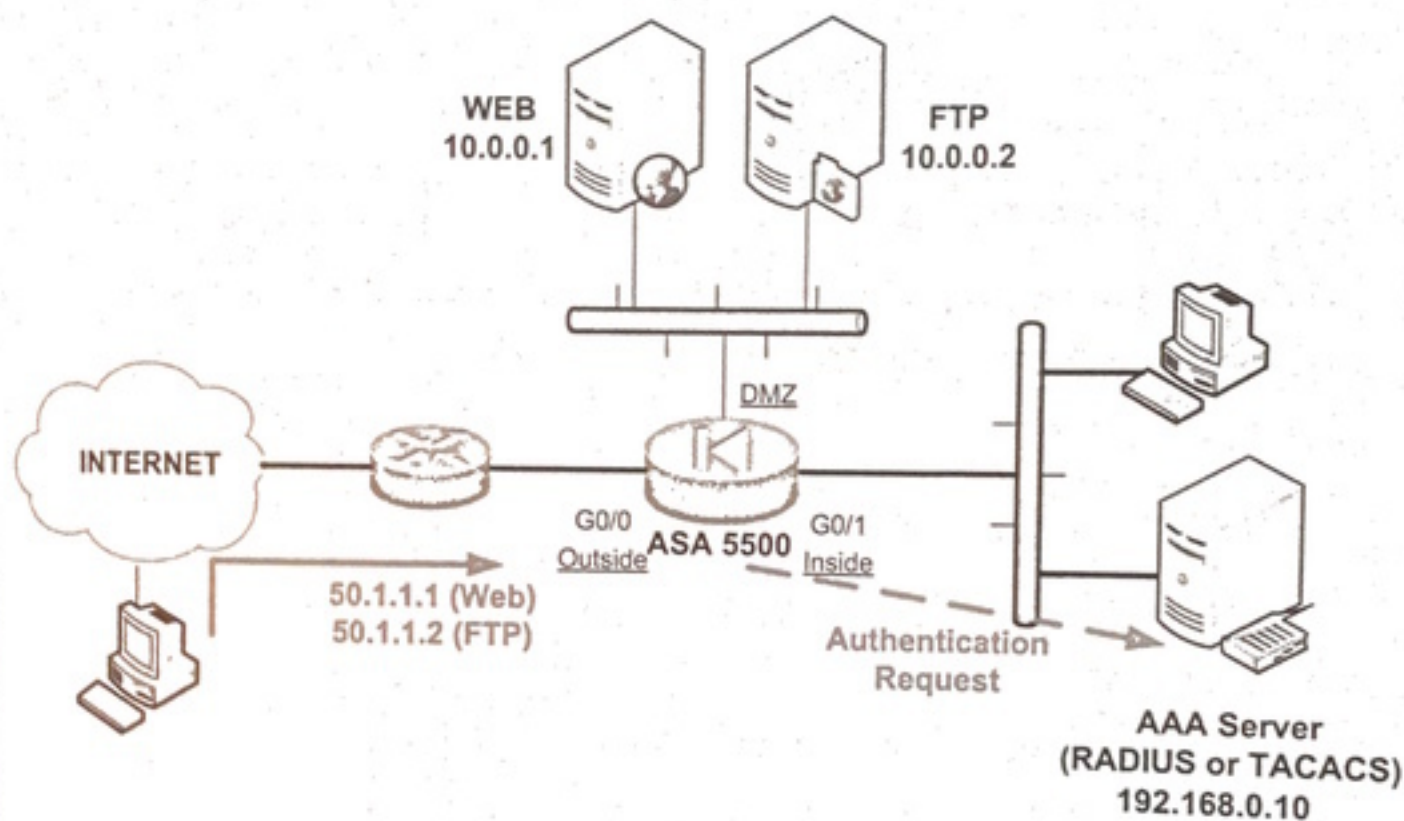 WEB
10.0.0.1
FTP
10.0.0.2
DMZ
INTERNET
G0/0
Outside
ASA 5500
G0/1
Inside
50.1.1.1 (Web)
50.1.1.2 (FTP)
Authentication
Request
AAA Server
(RADIUS or TACACS)
192.168.0.10